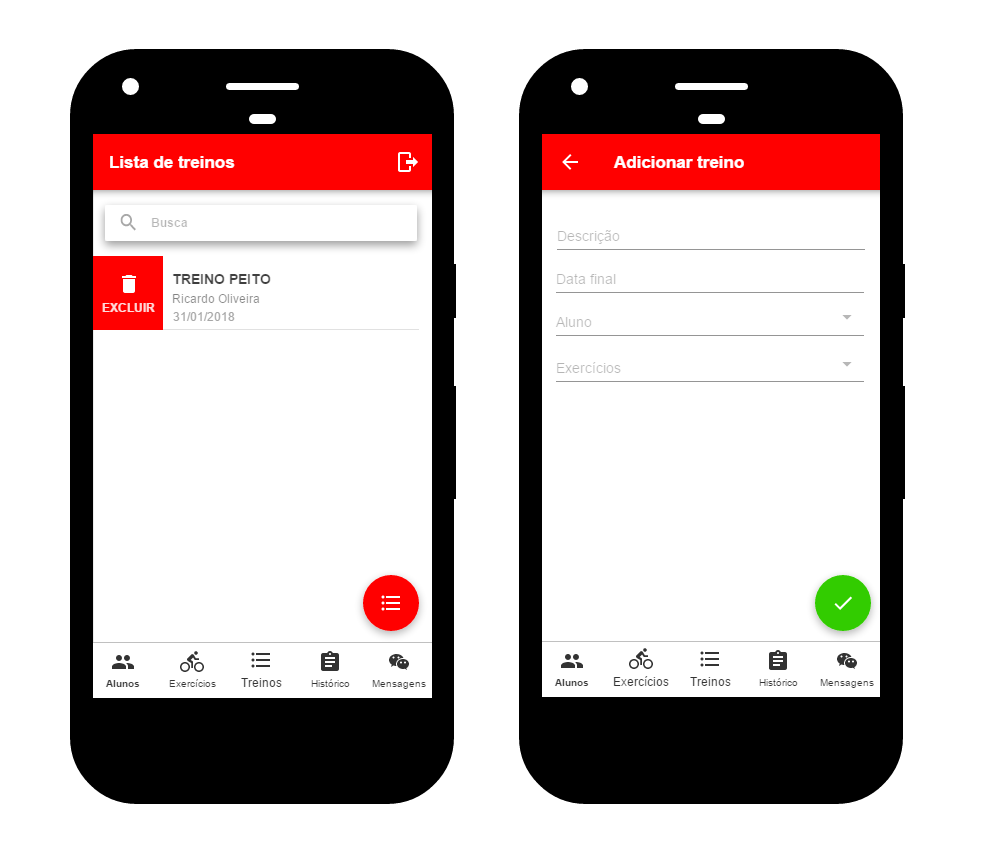 Lista de treinos
Busca
EXCLUIR
TREINO PEITO
Ricardo Oliveira
31/01/2018
Alunos
Exercícios
Treinos
Histórico
Mensagens
Adicionar treino
Descrição
Data final
Aluno
Exercícios
Alunos
Exercícios
Treinos
Histórico
Mensagens